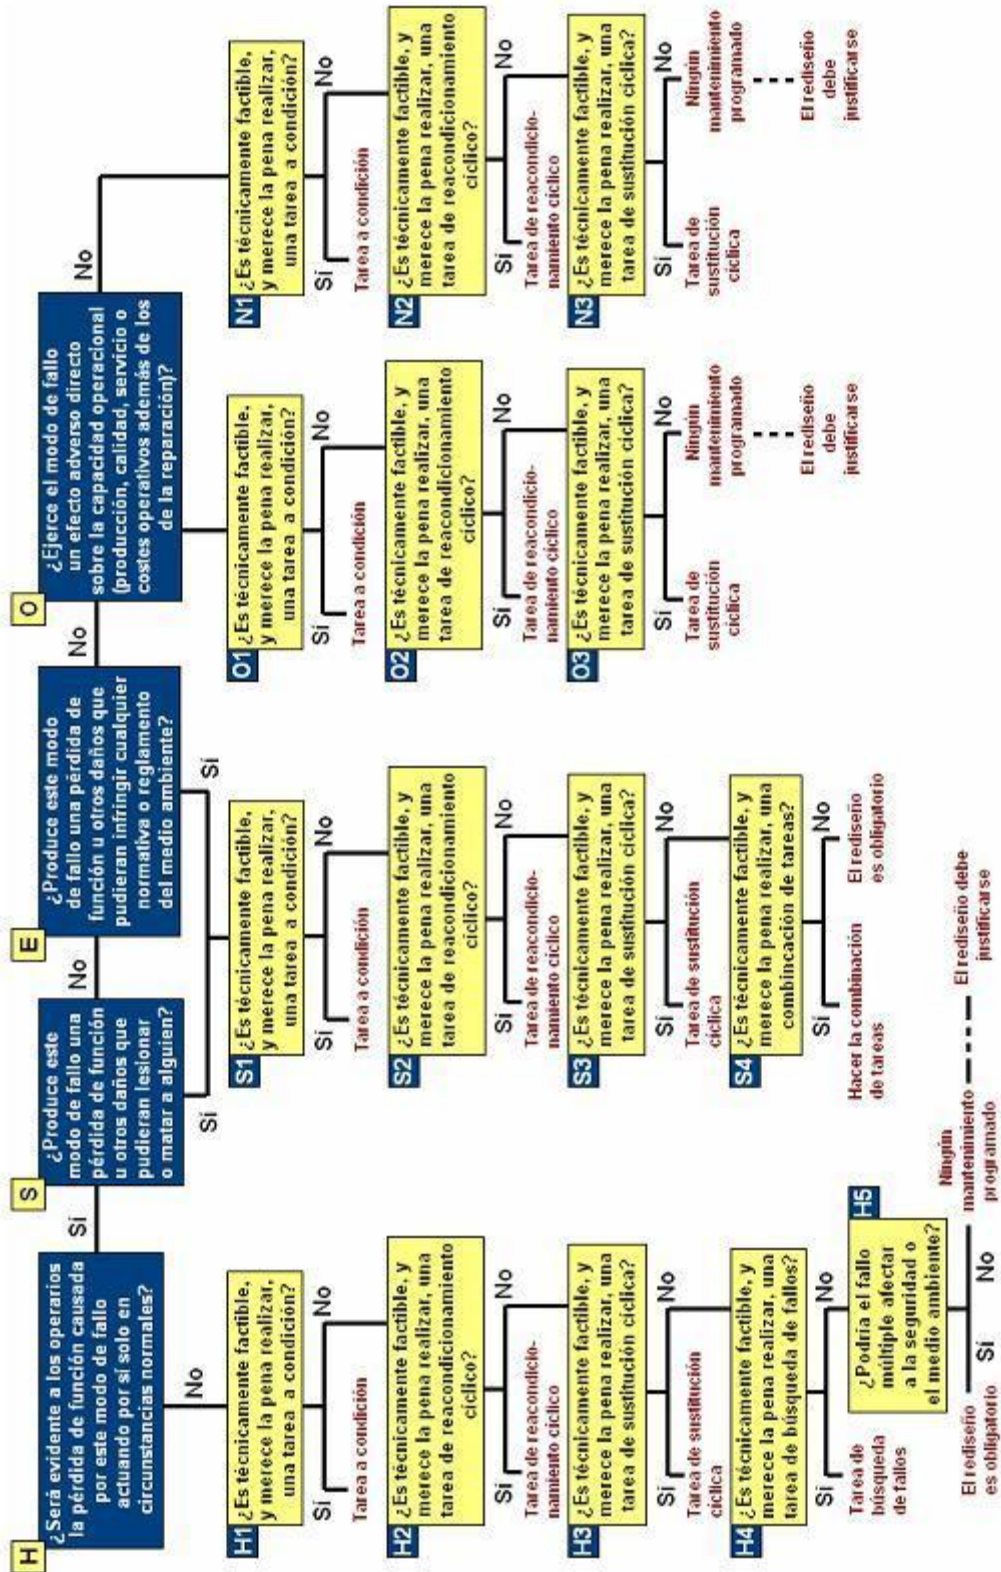 H
¿Será evidente a los operarios
la pérdida de función causada
por este modo de fallo
actuando por sí solo en
circunstancias normales?
Sí
No
S
¿Produce este
modo de fallo una
pérdida de función
u otros daños que
pudieran lesionar
o matar a alguien?
No
Sí
E
¿Produce este modo
de fallo una pérdida de
función u otros daños que
pudieran infringir cualquier
normativa o reglamento
del medio ambiente?
No
Sí
O
¿Ejerce el modo de fallo
un efecto adverso directo
sobre la capacidad operacional
(producción, calidad, servicio o
costes operativos además de los
de la reparación)?
No
H1
¿Es técnicamente factible,
y merece la pena realizar,
una tarea a condición?
Sí
No
Tarea a condición
H2
¿Es técnicamente factible, y
merece la pena realizar, una
tarea de reacondicionamiento
cíclico?
Sí
No
Tarea de reacondicio-
namiento cíclico
H3
¿Es técnicamente factible, y
merece la pena realizar, una
tarea de sustitución cíclica?
Sí
No
Tarea de sustitución
cíclica
H4
¿Es técnicamente factible, y
merece la pena realizar, una
tarea de búsqueda de fallos?
Sí
No
Tarea de
búsqueda
de fallos
H5
¿Podría el fallo
múltiple afectar
a la seguridad o
el medio ambiente?
Sí
No
El rediseño
es obligatorio
Ningún
mantenimiento
programado
El rediseño debe
justificarse
S1
¿Es técnicamente factible,
y merece la pena realizar,
una tarea a condición?
Sí
No
Tarea a condición
S2
¿Es técnicamente factible, y
merece la pena realizar, una
tarea de reacondicionamiento
cíclico?
Sí
No
Tarea de reacondicio-
namiento cíclico
S3
¿Es técnicamente factible, y
merece la pena realizar, una
tarea de sustitución cíclica?
Sí
No
Tarea de sustitución
cíclica
S4
¿Es técnicamente factible, y
merece la pena realizar, una
combincación de tareas?
Sí
No
Hacer la combinación
de tareas
El rediseño
es obligatorio
O1
¿Es técnicamente factible,
y merece la pena realizar,
una tarea a condición?
Sí
No
Tarea a condición
O2
¿Es técnicamente factible, y
merece la pena realizar, una
tarea de reacondicionamiento
cíclico?
Sí
No
Tarea de reacondicio-
namiento cíclico
O3
¿Es técnicamente factible, y
merece la pena realizar, una
tarea de sustitución cíclica?
Sí
No
Tarea de
sustitución
cíclica
Ningún
mantenimiento
programado
El rediseño
debe
justificarse
N1
¿Es técnicamente factible,
y merece la pena realizar,
una tarea a condición?
Sí
No
Tarea a condición
N2
¿Es técnicamente factible, y
merece la pena realizar, una
tarea de reacondicionamiento
cíclico?
Sí
No
Tarea de reacondicio-
namiento cíclico
N3
¿Es técnicamente factible, y
merece la pena realizar, una
tarea de sustitución cíclica?
Sí
No
Tarea de
sustitución
cíclica
Ningún
mantenimiento
programado
El rediseño
debe
justificarse